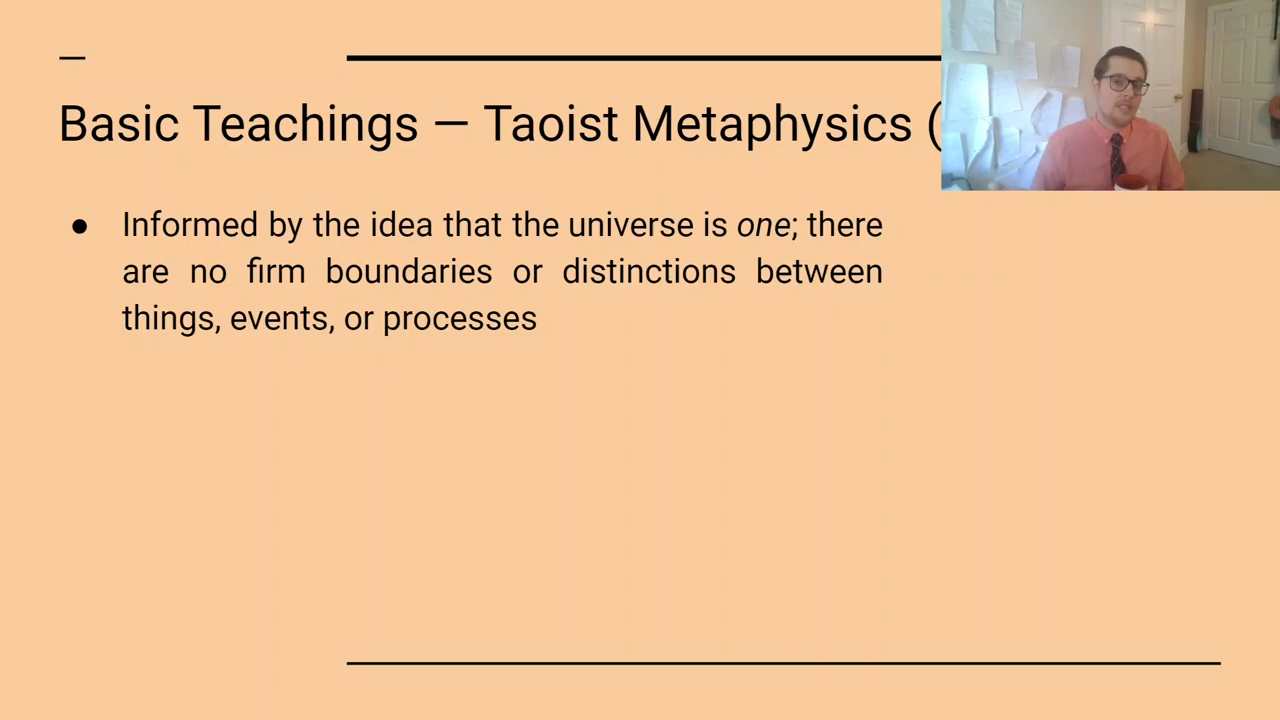 Basic Teachings — Taoist Metaphysics (
● Informed by the idea that the universe is one; there
are no firm boundaries or distinctions between
things, events, or processes